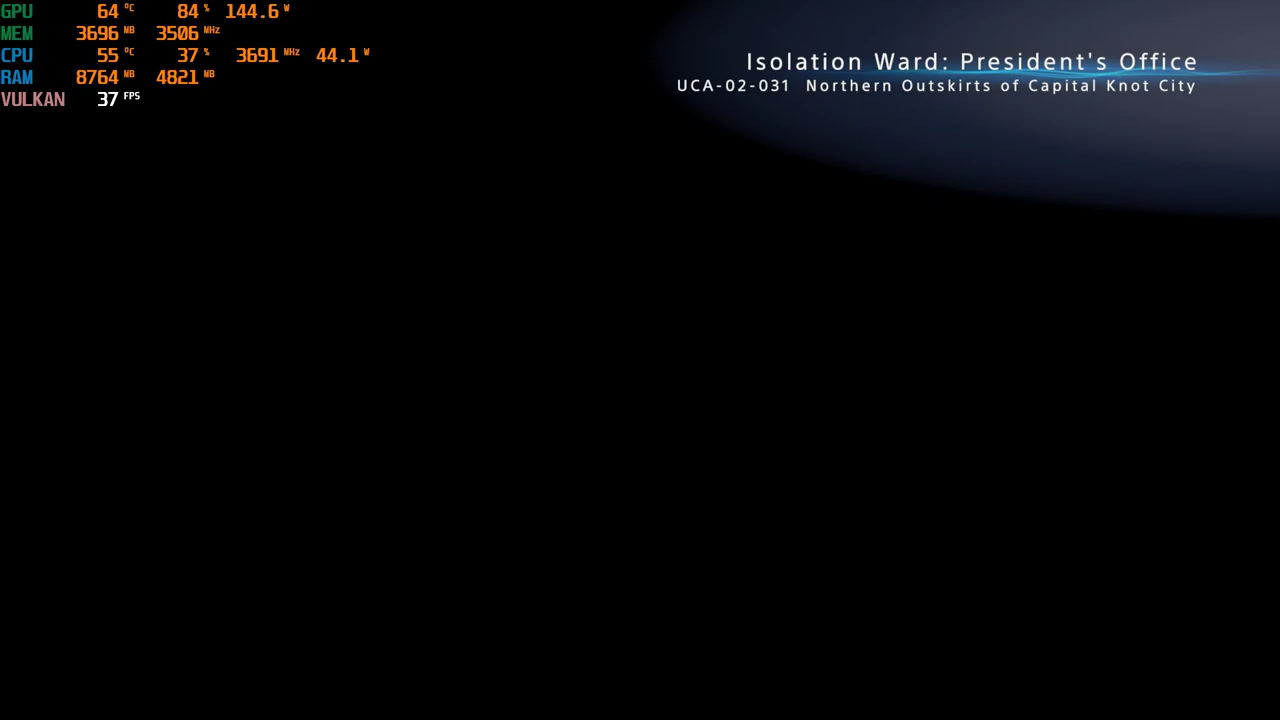 GPU 64 °C 84 % 144.6 W
MEM 3696 MB 3506 MHz
CPU 55 °C 37 % 3691 MHz 44.1 W
RAM 8764 MB 4821 MB
VULKAN 37 FPS
Isolation Ward: President's Office
UCA-02-031 Northern Outskirts of Capital Knot City